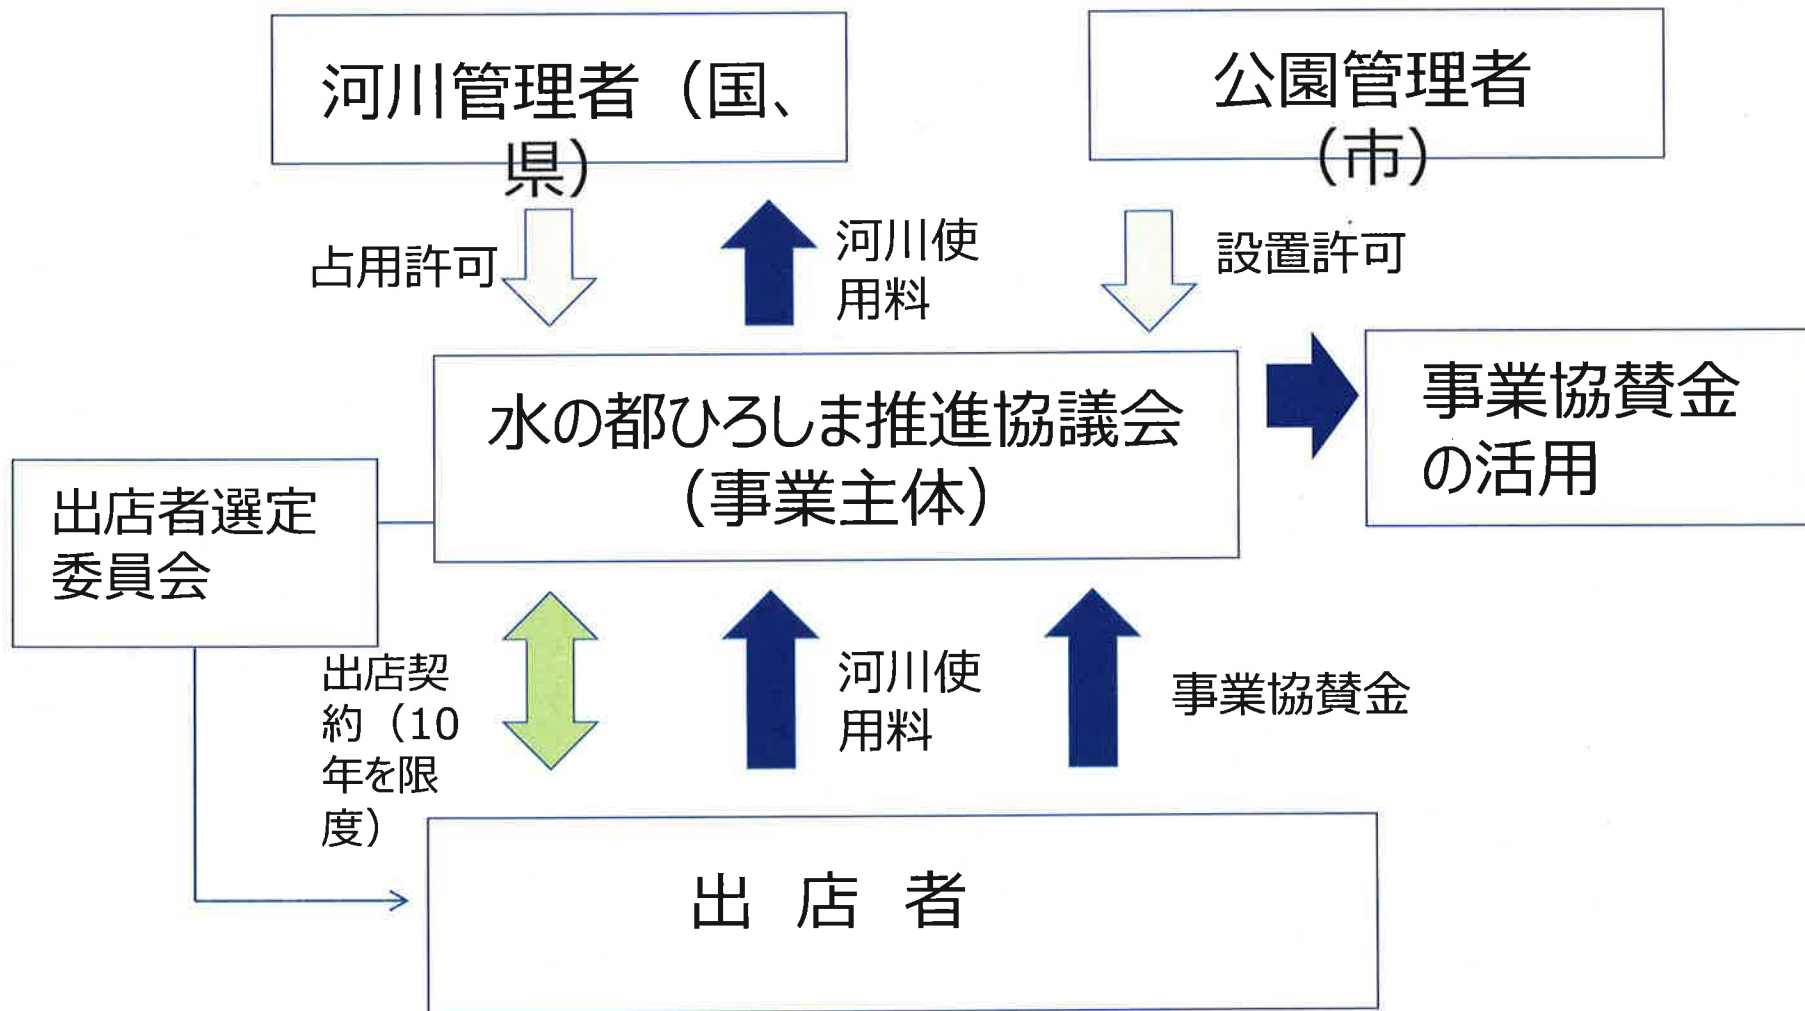 河川管理者（国、
県）
公園管理者
（市）
占用許可
河川使
用料
設置許可
水の都ひろしま推進協議会
（事業主体）
事業協賛金
の活用
出店者選定
委員会
出店契
約（10
年を限
度）
河川使
用料
事業協賛金
出 店 者